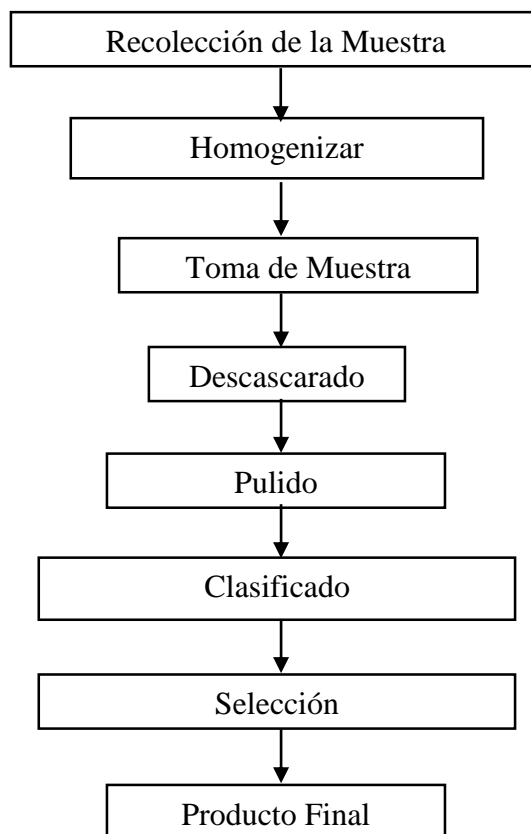 Recolección de la Muestra
Homogenizar
Toma de Muestra
Descascarado
Pulido
Clasificado
Selección
Producto Final